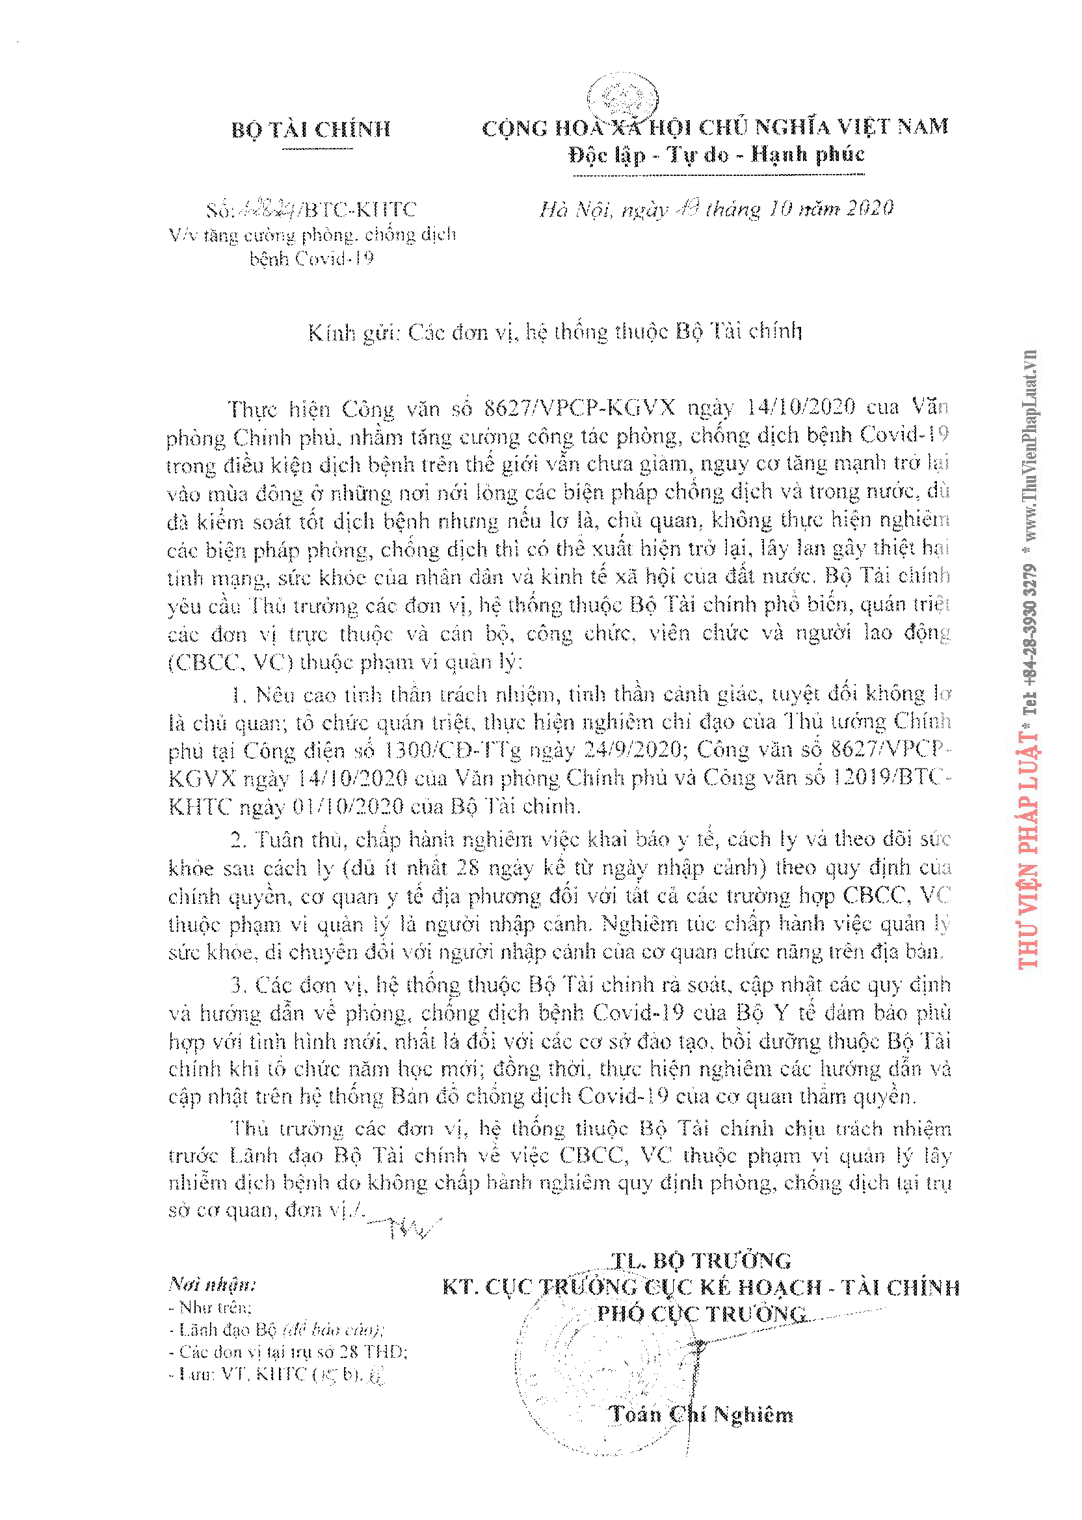 BỘ TÀI CHÍNH
CỘNG HOÀ XÃ HỘI CHỦ NGHĨA VIỆT NAM
Độc lập - Tự do - Hạnh phúc
Số: /BTC-KHTC
V/v tăng cường phòng, chống dịch
bệnh Covid-19
Hà Nội, ngày 19 tháng 10 năm 2020
Kính gửi: Các đơn vị, hệ thống thuộc Bộ Tài chính
Thực hiện Công văn số 8627/VPCP-KGVX ngày 14/10/2020 của Văn
phòng Chính phủ, nhằm tăng cường công tác phòng, chống dịch bệnh Covid-19
trong điều kiện dịch bệnh trên thế giới vẫn chưa giảm, nguy cơ tăng mạnh trở lại
vào mùa đông ở những nơi nới lỏng các biện pháp chống dịch và trong nước, dù
đã kiểm soát tốt dịch bệnh nhưng nếu lơ là, chủ quan, không thực hiện nghiêm
các biện pháp phòng, chống dịch thì có thể xuất hiện trở lại, lây lan gây thiệt hại
tính mạng, sức khỏe của nhân dân và kinh tế xã hội của đất nước. Bộ Tài chính
yêu cầu Thủ trưởng các đơn vị, hệ thống thuộc Bộ Tài chính phổ biến, quán triệt
các đơn vị trực thuộc và cán bộ, công chức, viên chức và người lao động
(CBCC, VC) thuộc phạm vi quản lý:
1. Nêu cao tinh thần trách nhiệm, tinh thần cảnh giác, tuyệt đối không lơ
là chủ quan; tổ chức quán triệt, thực hiện nghiêm chỉ đạo của Thủ tướng Chính
phủ tại Công điện số 1300/CĐ-TTg ngày 24/9/2020; Công văn số 8627/VPCP-
KGVX ngày 14/10/2020 của Văn phòng Chính phủ và Công văn số 12019/BTC-
KHTC ngày 01/10/2020 của Bộ Tài chính.
2. Tuân thủ, chấp hành nghiêm việc khai báo y tế, cách ly và theo dõi sức
khỏe sau cách ly (đủ ít nhất 28 ngày kể từ ngày nhập cảnh) theo quy định của
chính quyền, cơ quan y tế địa phương đối với tất cả các trường hợp CBCC, VC
thuộc phạm vi quản lý là người nhập cảnh. Nghiêm túc chấp hành việc quản lý
sức khỏe, di chuyển đối với người nhập cảnh của cơ quan chức năng trên địa bàn.
3. Các đơn vị, hệ thống thuộc Bộ Tài chính rà soát, cập nhật các quy định
và hướng dẫn về phòng, chống dịch bệnh Covid-19 của Bộ Y tế đảm bảo phù
hợp với tình hình mới, nhất là đối với các cơ sở đào tạo, bồi dưỡng thuộc Bộ Tài
chính khi tổ chức năm học mới; đồng thời, thực hiện nghiêm các hướng dẫn và
cập nhật trên hệ thống Bản đồ chống dịch Covid-19 của cơ quan thẩm quyền.
Thủ trưởng các đơn vị, hệ thống thuộc Bộ Tài chính chịu trách nhiệm
trước Lãnh đạo Bộ Tài chính về việc CBCC, VC thuộc phạm vi quản lý lây
nhiễm dịch bệnh do không chấp hành nghiêm quy định phòng, chống dịch tại trụ
sở cơ quan, đơn vị./.
Nơi nhận:
- Như trên;
- Lãnh đạo Bộ (để báo cáo);
- Các đơn vị tại trụ sở 28 THĐ;
- Lưu: VT, KHTC (15 b).
TL. BỘ TRƯỞNG
KT. CỤC TRƯỞNG CỤC KẾ HOẠCH - TÀI CHÍNH
PHÓ CỤC TRƯỞNG
Toán Chí Nghiêm
THƯ VIỆN PHÁP LUẬT * Tel: +84-28-3930 3279 * www.ThuVienPhapLuat.vn